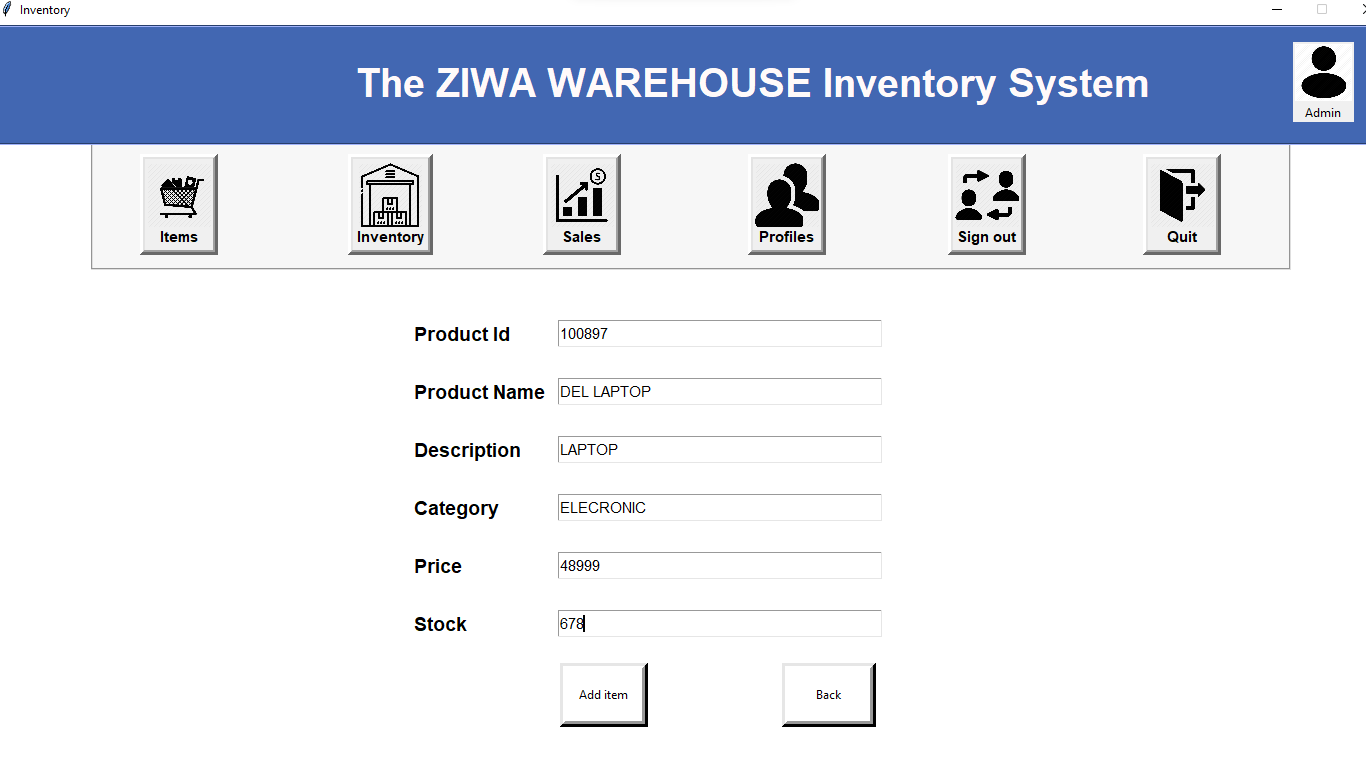 Inventory
The ZIWA WAREHOUSE Inventory System
Admin
Items
Inventory
Sales
Profiles
Sign out
Quit
Product Id 100897
Product Name DEL LAPTOP
Description LAPTOP
Category ELECRONIC
Price 48999
Stock 678
Add item
Back